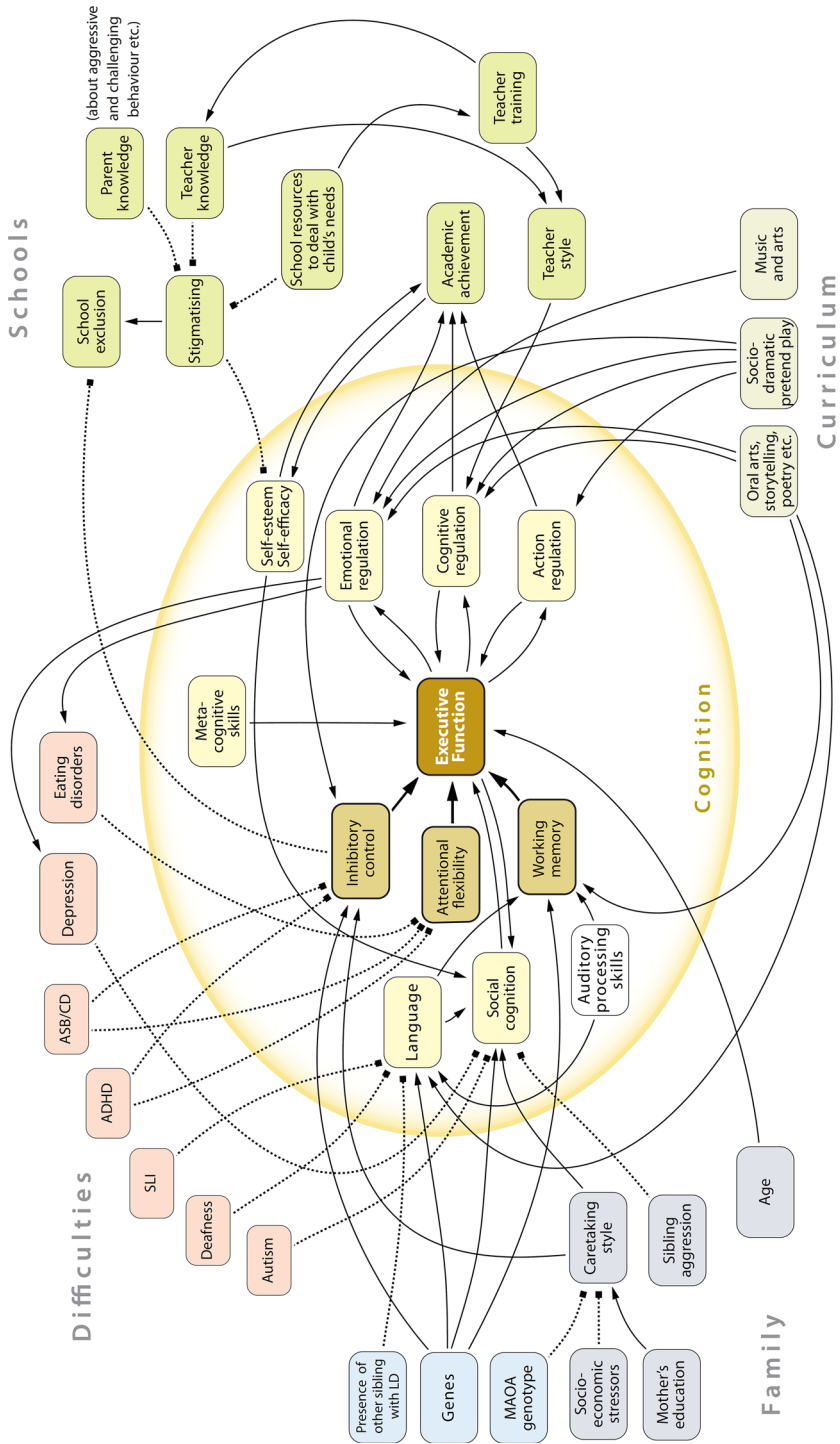 Schools
(about aggressive
and challenging
behaviour etc.)
Parent
knowledge
Teacher
knowledge
School resources
to deal with
child's needs
Teacher
training
School
exclusion
Stigmatising
Academic
achievement
Teacher
style
Difficulties
Autism
Deafness
SLI
ADHD
ASB/CD
Depression
Eating
disorders
Self-esteem
Self-efficacy
Emotional
regulation
Cognitive
regulation
Action
regulation
Meta-
cognitive
skills
Executive
Function
Inhibitory
control
Attentional
flexibility
Working
memory
Language
Social
cognition
Auditory
processing
skills
Cognition
Presence of
other sibling
with LD
Genes
MAOA
genotype
Socio-
economic
stressors
Mother's
education
Caretaking
style
Sibling
aggression
Age
Family
Oral arts,
storytelling,
poetry etc.
Socio-
dramatic
pretend play
Music
and arts
Curriculum